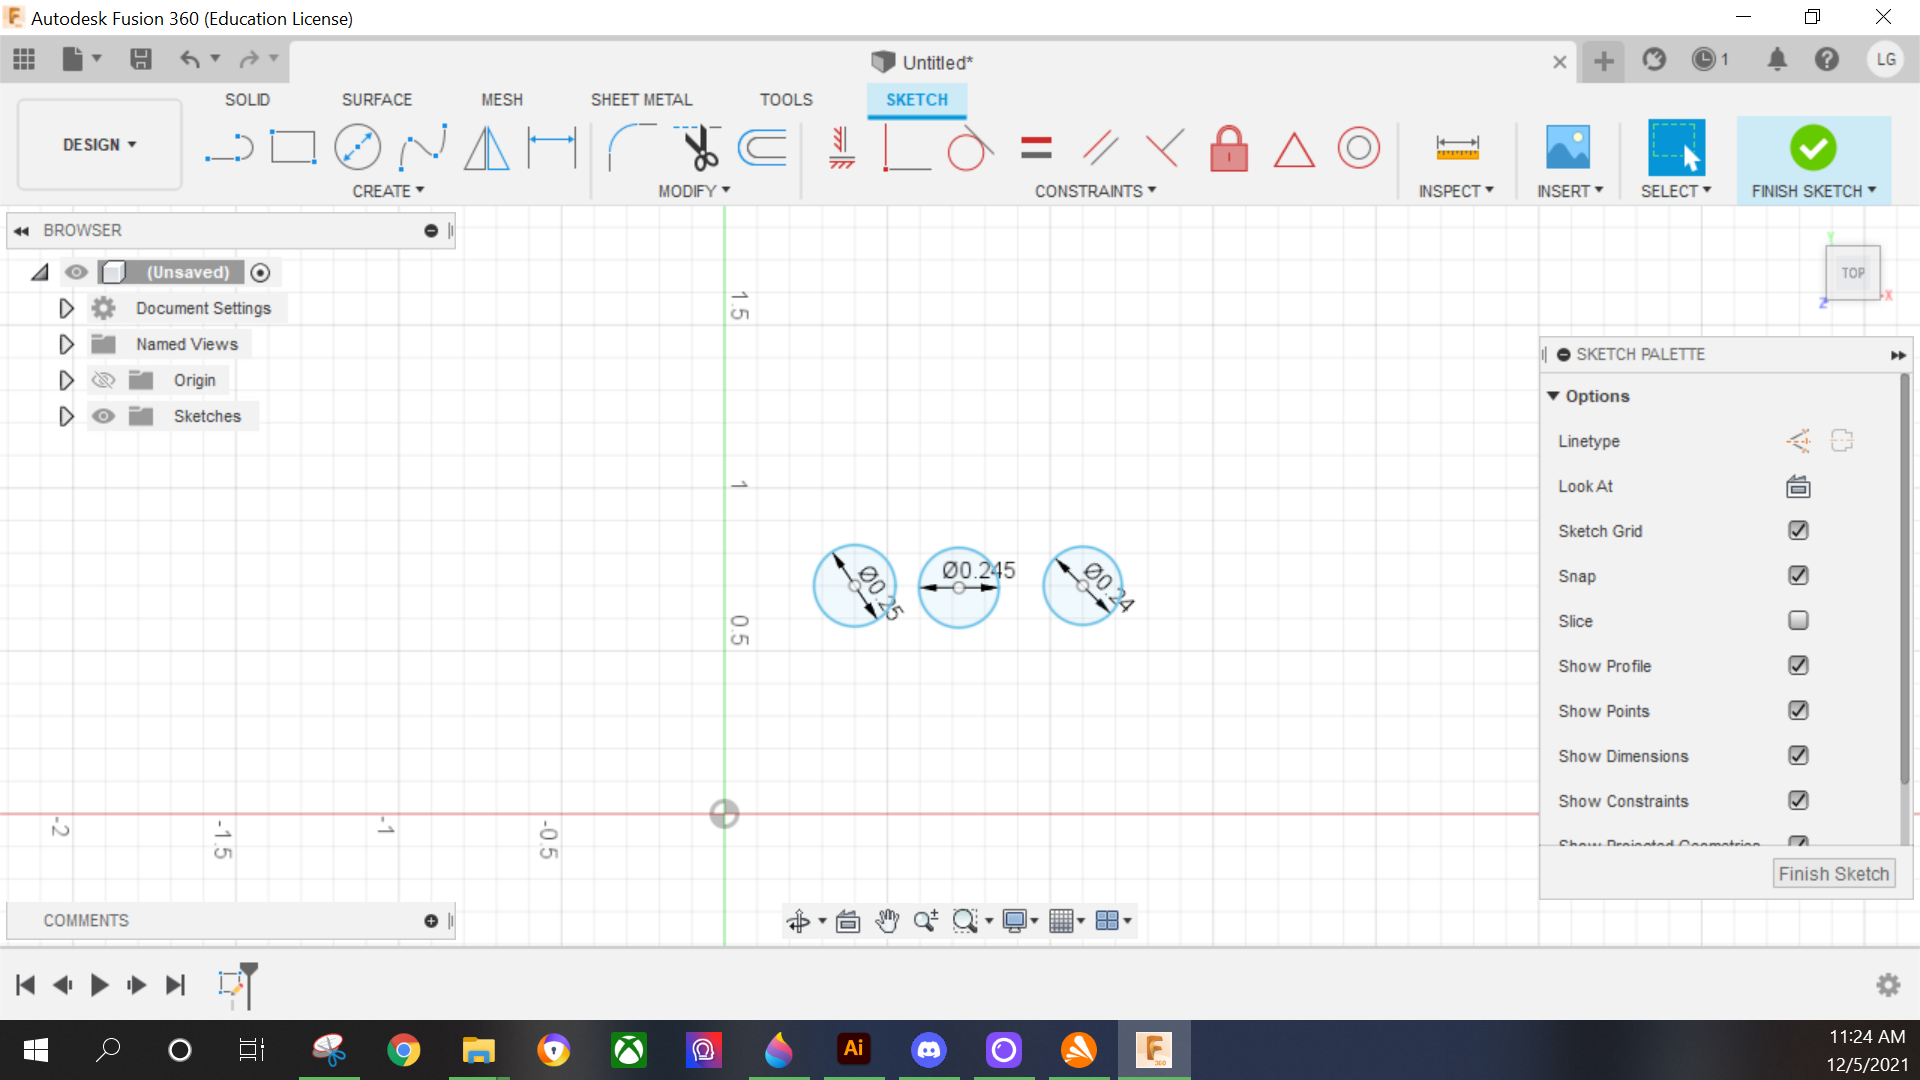 Autodesk Fusion 360 (Education License)
Untitled*
1
LG
DESIGN
SOLID
SURFACE
MESH
SHEET METAL
TOOLS
SKETCH
CREATE
MODIFY
CONSTRAINTS
INSPECT
INSERT
SELECT
FINISH SKETCH
BROWSER
(Unsaved)
Document Settings
Named Views
Origin
Sketches
Y
TOP
Z
X
1.5
1
0.5
Ø0.25
Ø0.245
Ø0.24
-2
-1.5
-1
-0.5
SKETCH PALETTE
Options
Linetype
Look At
Sketch Grid
Snap
Slice
Show Profile
Show Points
Show Dimensions
Show Constraints
Show Projected Geometries
Finish Sketch
COMMENTS
Ai
F
360
11:24 AM
12/5/2021